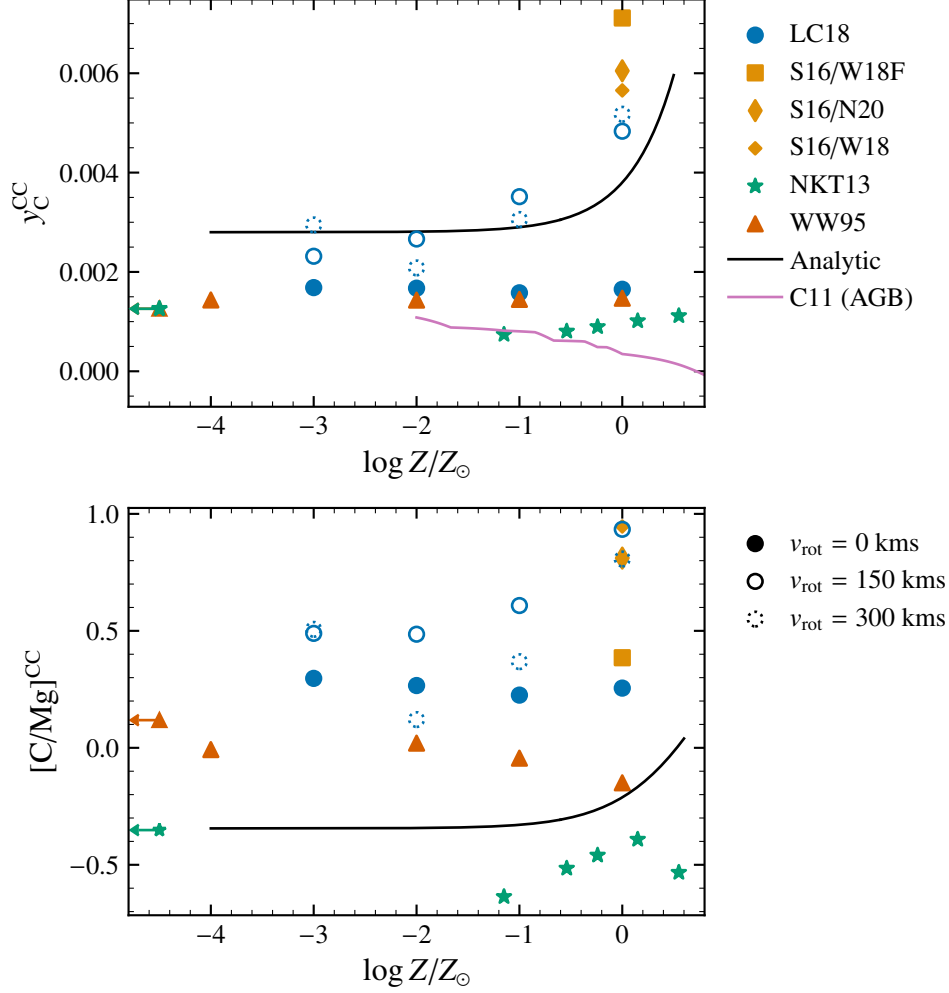 0.006
0.004
0.002
0.000
y_C^CC
−4 −3 −2 −1 0
log Z/Z⊙
LC18
S16/W18F
S16/N20
S16/W18
NKT13
WW95
Analytic
C11 (AGB)
1.0
0.5
0.0
−0.5
[C/Mg]^CC
−4 −3 −2 −1 0
log Z/Z⊙
v_rot = 0 kms
v_rot = 150 kms
v_rot = 300 kms